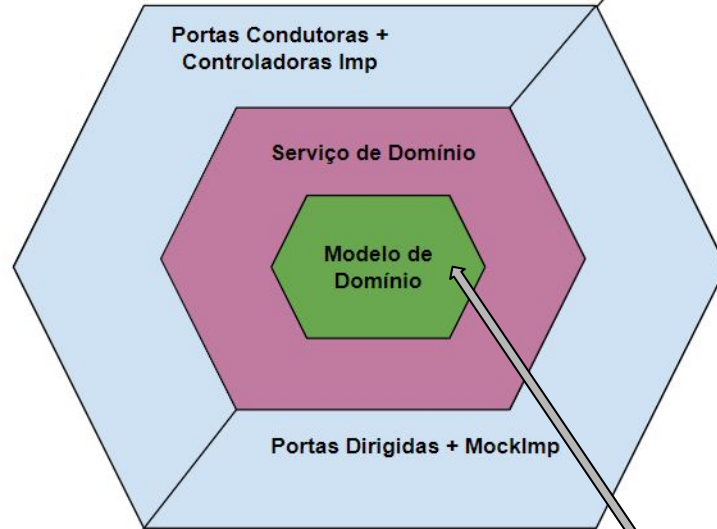 Portas Condutoras +
Controladoras Imp
Serviço de Domínio
Modelo de
Domínio
Portas Dirigidas + MockImp